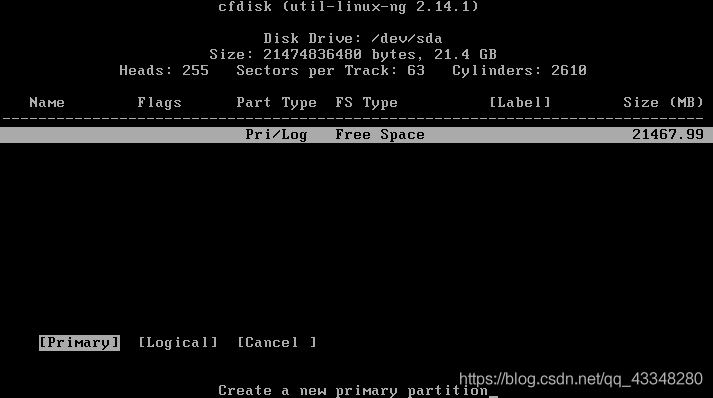 cfdisk (util-linux-ng 2.14.1)
Disk Drive: /dev/sda
Size: 21474836480 bytes, 21.4 GB
Heads: 255   Sectors per Track: 63   Cylinders: 2610
Name   Flags   Part Type   FS Type   [Label]   Size (MB)
Pri/Log   Free Space   21467.99
[Primary]   [Logical]   [Cancel ]
https://blog.csdn.net/qq_43348280
Create a new primary partition_